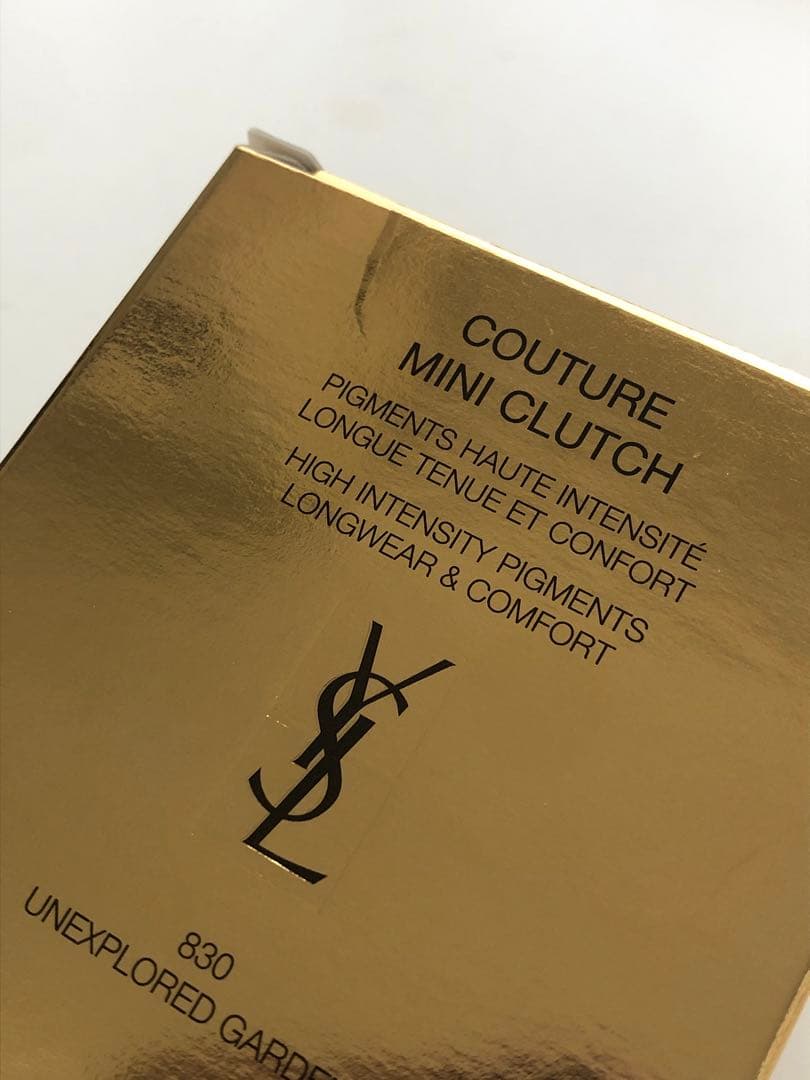 COUTURE
MINI CLUTCH
PIGMENTS HAUTE INTENSITÉ
LONGUE TENUE ET CONFORT
HIGH INTENSITY PIGMENTS
LONGWEAR & COMFORT
YSL
830
UNEXPLORED